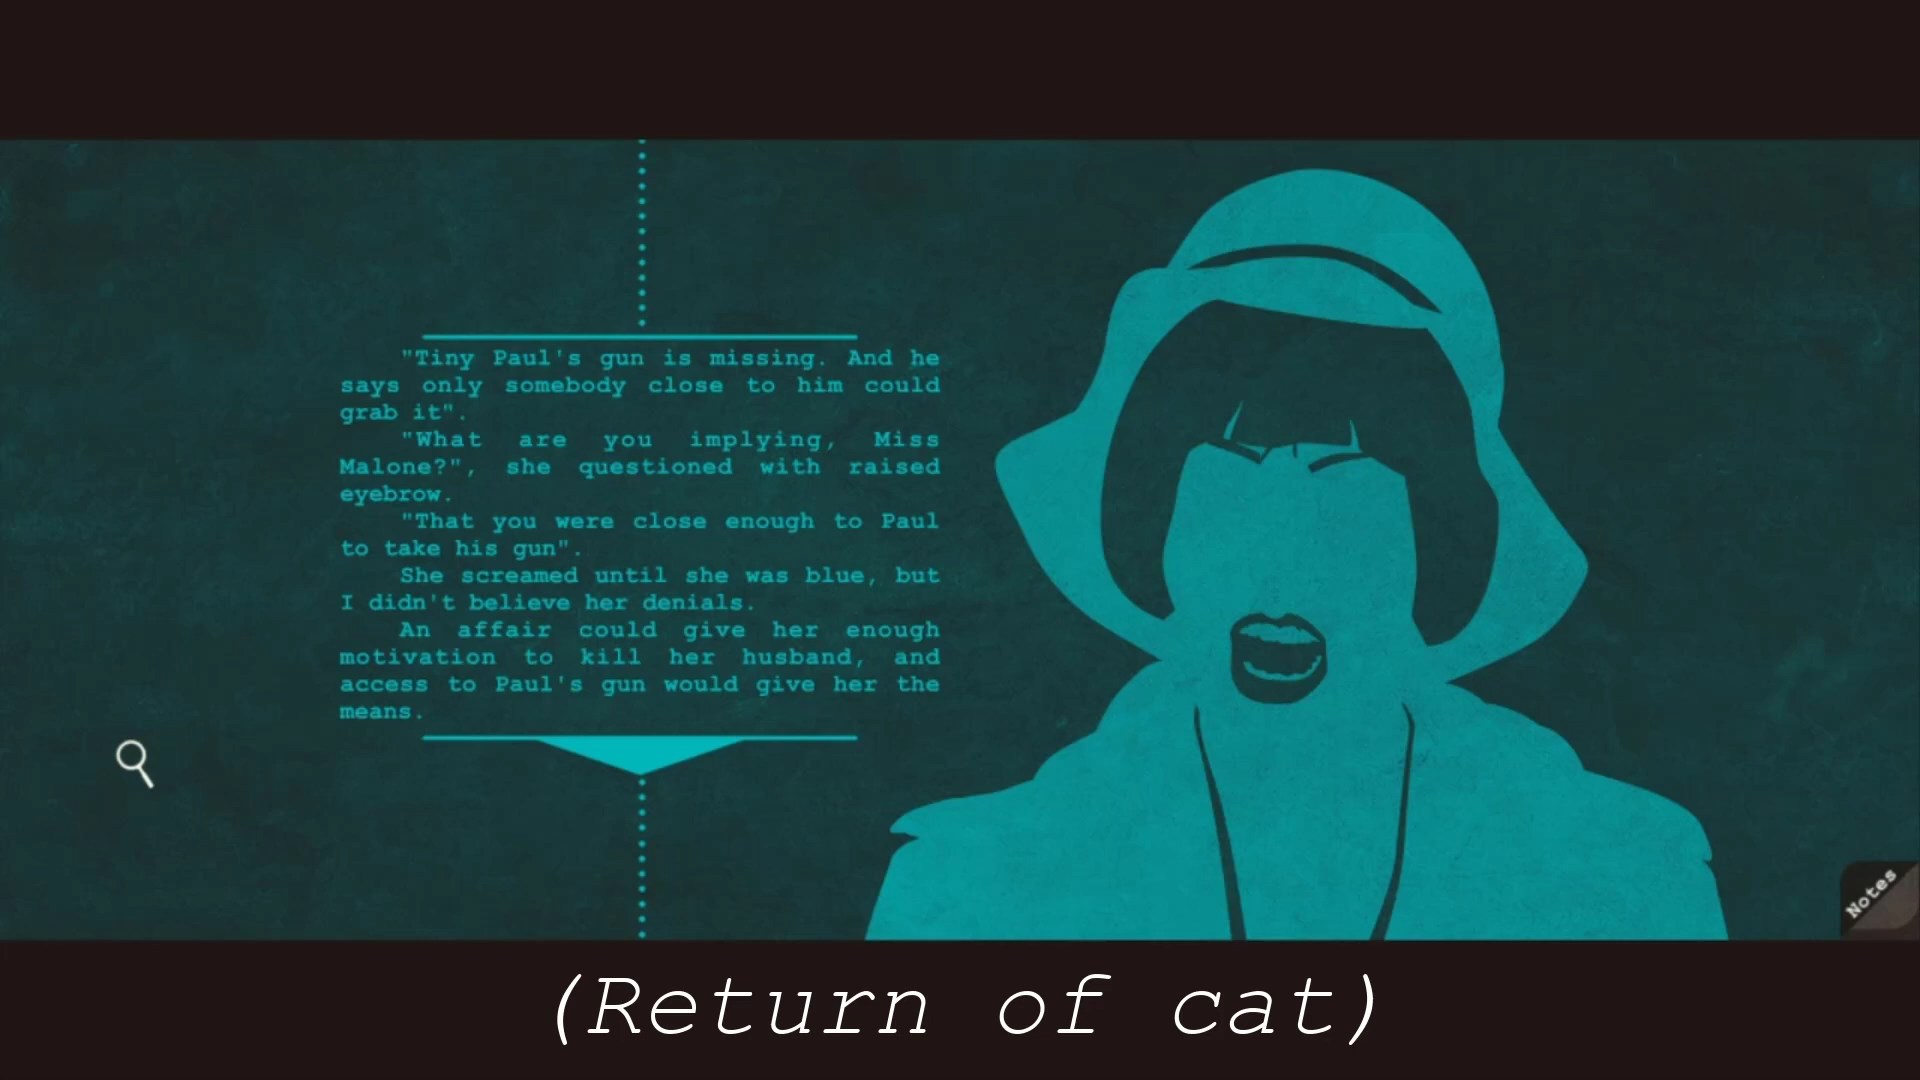 "Tiny Paul's gun is missing. And he
says only somebody close to him could
grab it".
"What are you implying, Miss
Malone?", she questioned with raised
eyebrow.
"That you were close enough to Paul
to take his gun".
She screamed until she was blue, but
I didn't believe her denials.
An affair could give her enough
motivation to kill her husband, and
access to Paul's gun would give her the
means.
Notes
(Return of cat)